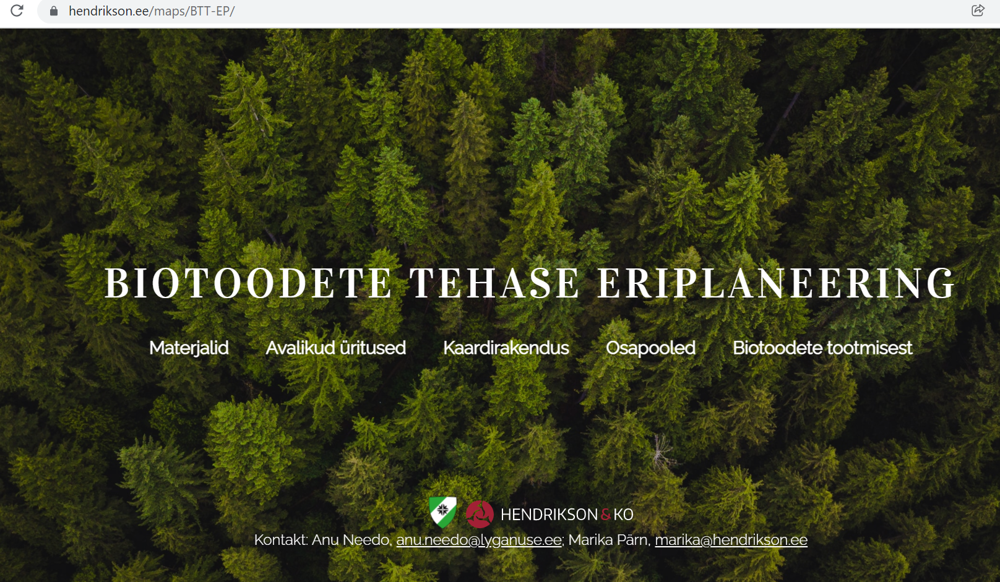 hendrikson.ee/maps/BTT-EP/
BIOTOODETE TEHASE ERIPLANEERING
Materjalid Avalikud üritused Kaardirakendus Osapooled Biotoodete tootmisest
HENDRIKSON & KO
Kontakt: Anu Needo, anu.needo@lyganuse.ee; Marika Pärn, marika@hendrikson.ee